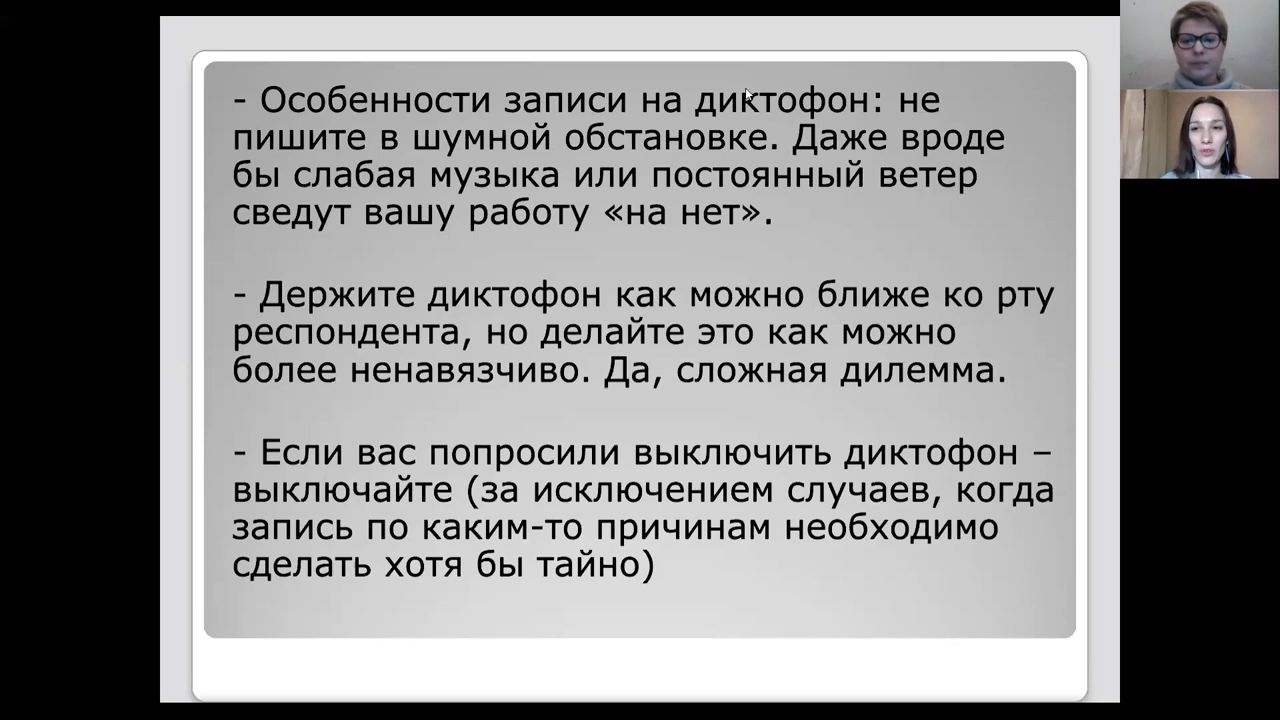 - Особенности записи на диктофон: не
пишите в шумной обстановке. Даже вроде
бы слабая музыка или постоянный ветер
сведут вашу работу «на нет».
- Держите диктофон как можно ближе ко рту
респондента, но делайте это как можно
более ненавязчиво. Да, сложная дилемма.
- Если вас попросили выключить диктофон –
выключайте (за исключением случаев, когда
запись по каким-то причинам необходимо
сделать хотя бы тайно)